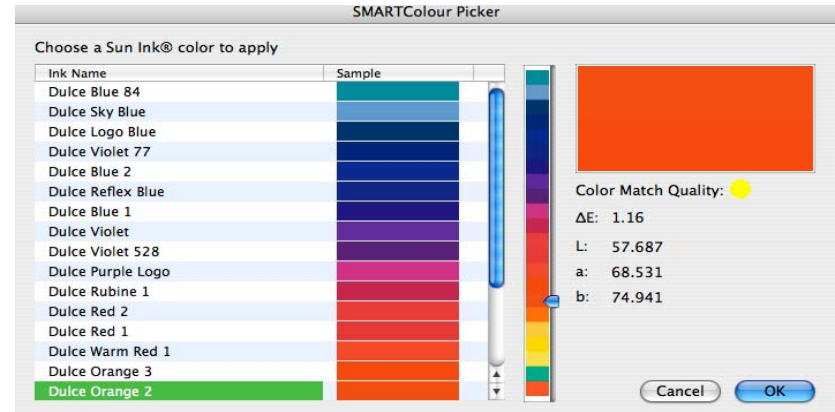 SMARTColour Picker
Choose a Sun Ink® color to apply
Ink Name Sample
Dulce Blue 84
Dulce Sky Blue
Dulce Logo Blue
Dulce Violet 77
Dulce Blue 2
Dulce Reflex Blue
Dulce Blue 1
Dulce Violet
Dulce Violet 528
Dulce Purple Logo
Dulce Rubine 1
Dulce Red 2
Dulce Red 1
Dulce Warm Red 1
Dulce Orange 3
Dulce Orange 2
Color Match Quality:
ΔE: 1.16
L: 57.687
a: 68.531
b: 74.941
Cancel OK